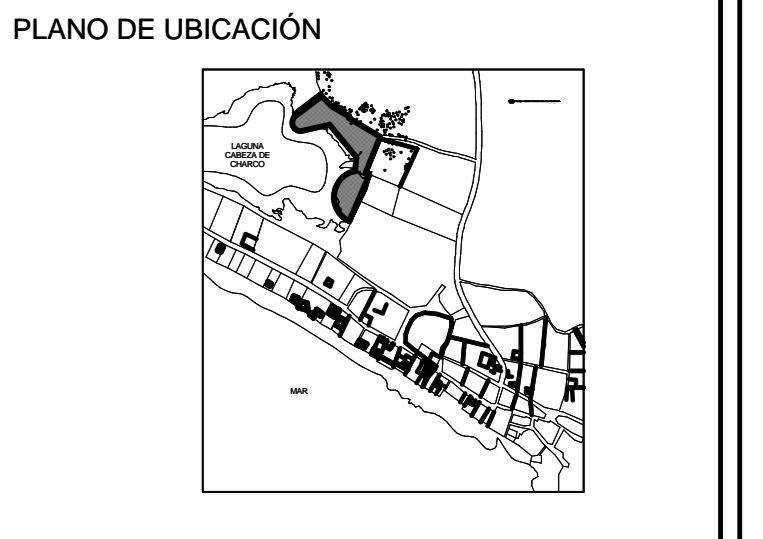 PLANO DE UBICACIÓN
LAGUNA
CABEZA DE
CHARCO
MAR